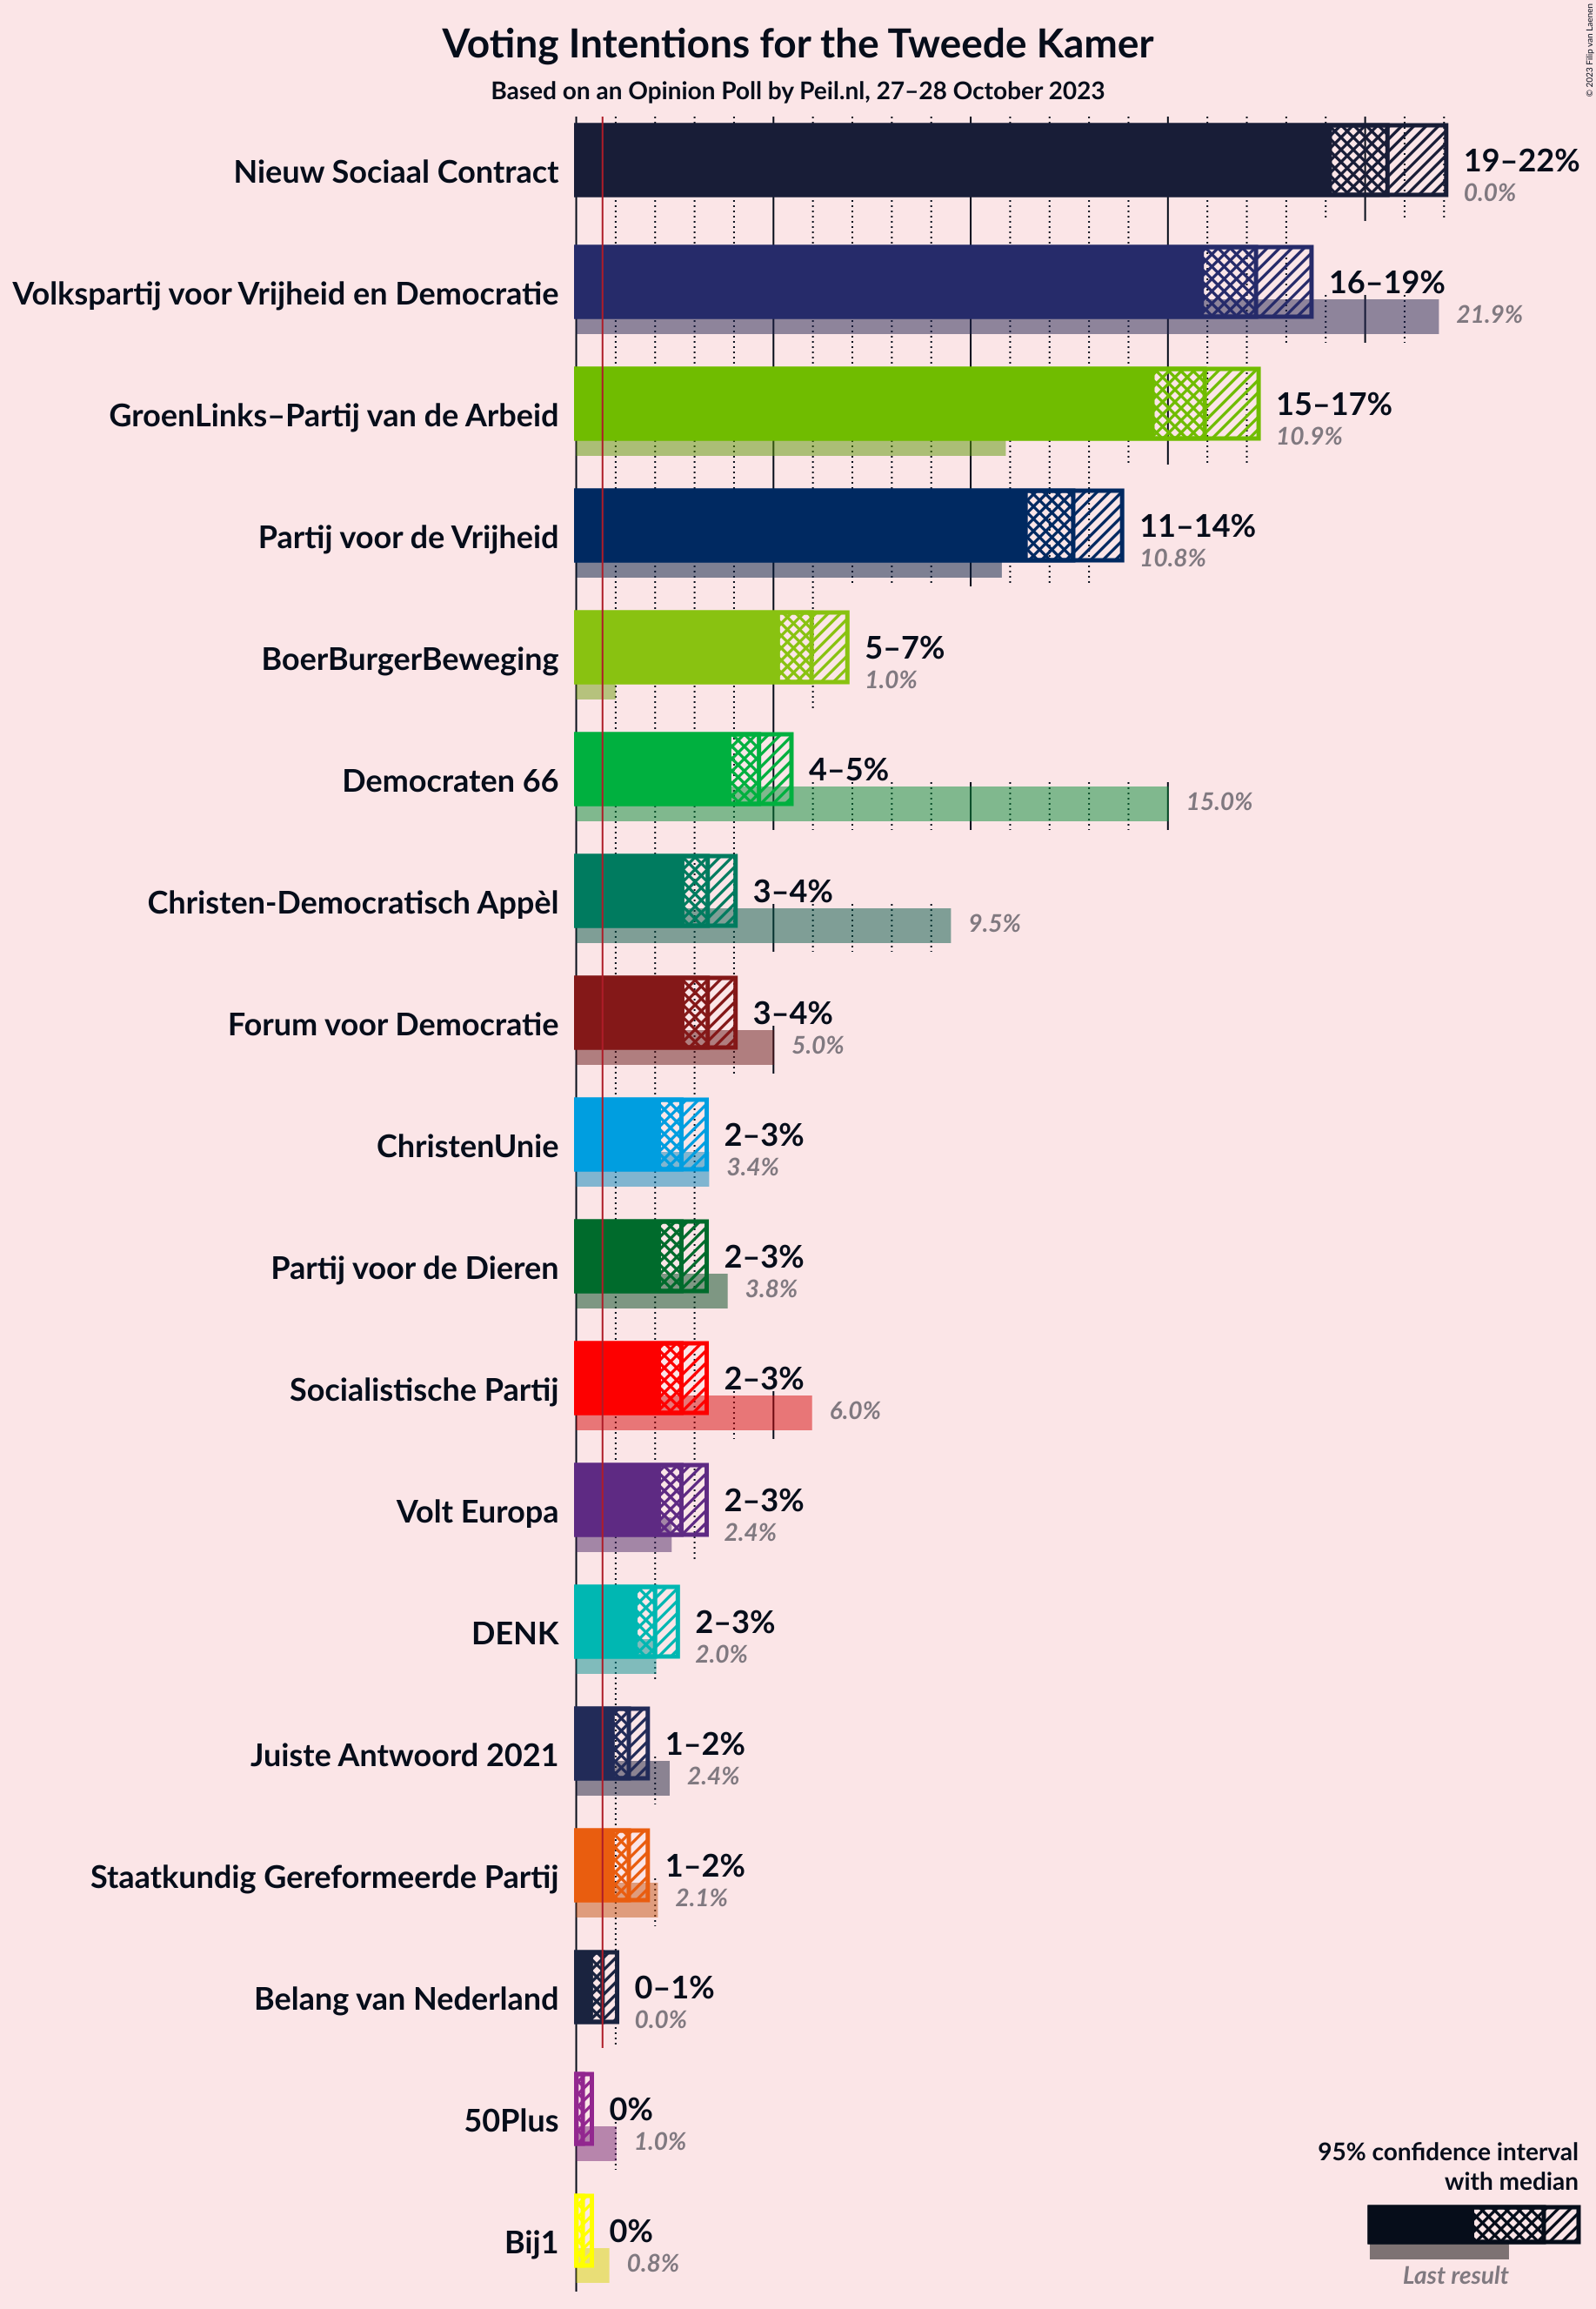 Voting Intentions for the Tweede Kamer
Based on an Opinion Poll by Peil.nl, 27–28 October 2023
© 2023 Filip van Laenen
Nieuw Sociaal Contract
19–22%
0.0%
Volkspartij voor Vrijheid en Democratie
16–19%
21.9%
GroenLinks–Partij van de Arbeid
15–17%
10.9%
Partij voor de Vrijheid
11–14%
10.8%
BoerBurgerBeweging
5–7%
1.0%
Democraten 66
4–5%
15.0%
Christen-Democratisch Appèl
3–4%
9.5%
Forum voor Democratie
3–4%
5.0%
ChristenUnie
2–3%
3.4%
Partij voor de Dieren
2–3%
3.8%
Socialistische Partij
2–3%
6.0%
Volt Europa
2–3%
2.4%
DENK
2–3%
2.0%
Juiste Antwoord 2021
1–2%
2.4%
Staatkundig Gereformeerde Partij
1–2%
2.1%
Belang van Nederland
0–1%
0.0%
50Plus
0%
1.0%
Bij1
0%
0.8%
95% confidence interval
with median
Last result